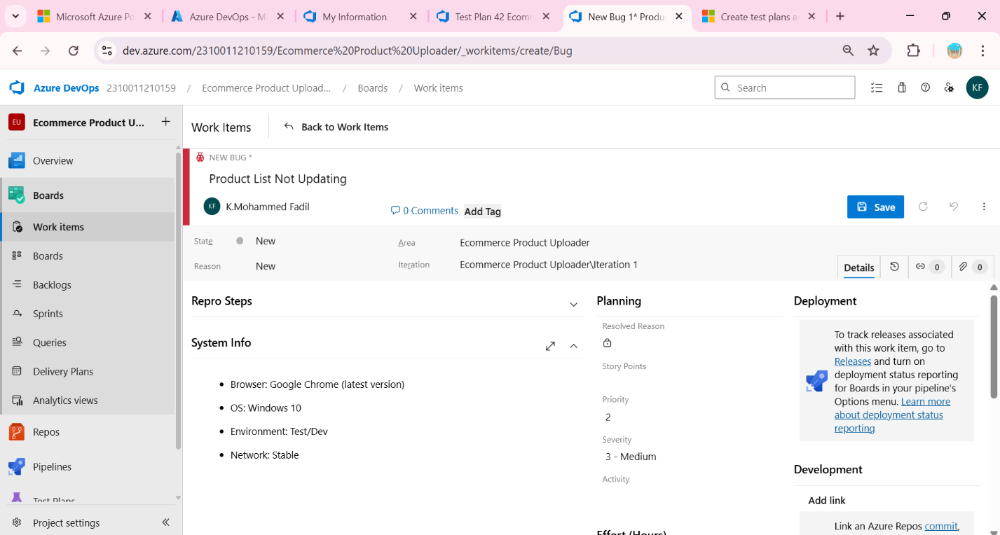 Microsoft Azure Po
Azure DevOps - M
My Information
Test Plan 42 Ecomm
New Bug 1* Produ
Create test plans a
dev.azure.com/2310011210159/Ecommerce%20Product%20Uploader/_workitems/create/Bug
Azure DevOps 2310011210159 / Ecommerce Product Upload... / Boards / Work items
Search
KF
EU Ecommerce Product U...
Work Items
Back to Work Items
NEW BUG *
Product List Not Updating
KF K.Mohammed Fadil
0 Comments
Add Tag
Save
State New
Reason New
Area Ecommerce Product Uploader
Iteration Ecommerce Product Uploader\Iteration 1
Details
0
0
Overview
Boards
Work items
Boards
Backlogs
Sprints
Queries
Delivery Plans
Analytics views
Repos
Pipelines
Test Plans
Project settings
Repro Steps
System Info
Browser: Google Chrome (latest version)
OS: Windows 10
Environment: Test/Dev
Network: Stable
Planning
Resolved Reason
Story Points
Priority
2
Severity
3 - Medium
Activity
Effort (Hours)
Deployment
To track releases associated
with this work item, go to
Releases and turn on
deployment status reporting
for Boards in your pipeline's
Options menu. Learn more
about deployment status
reporting
Development
Add link
Link an Azure Repos commit,